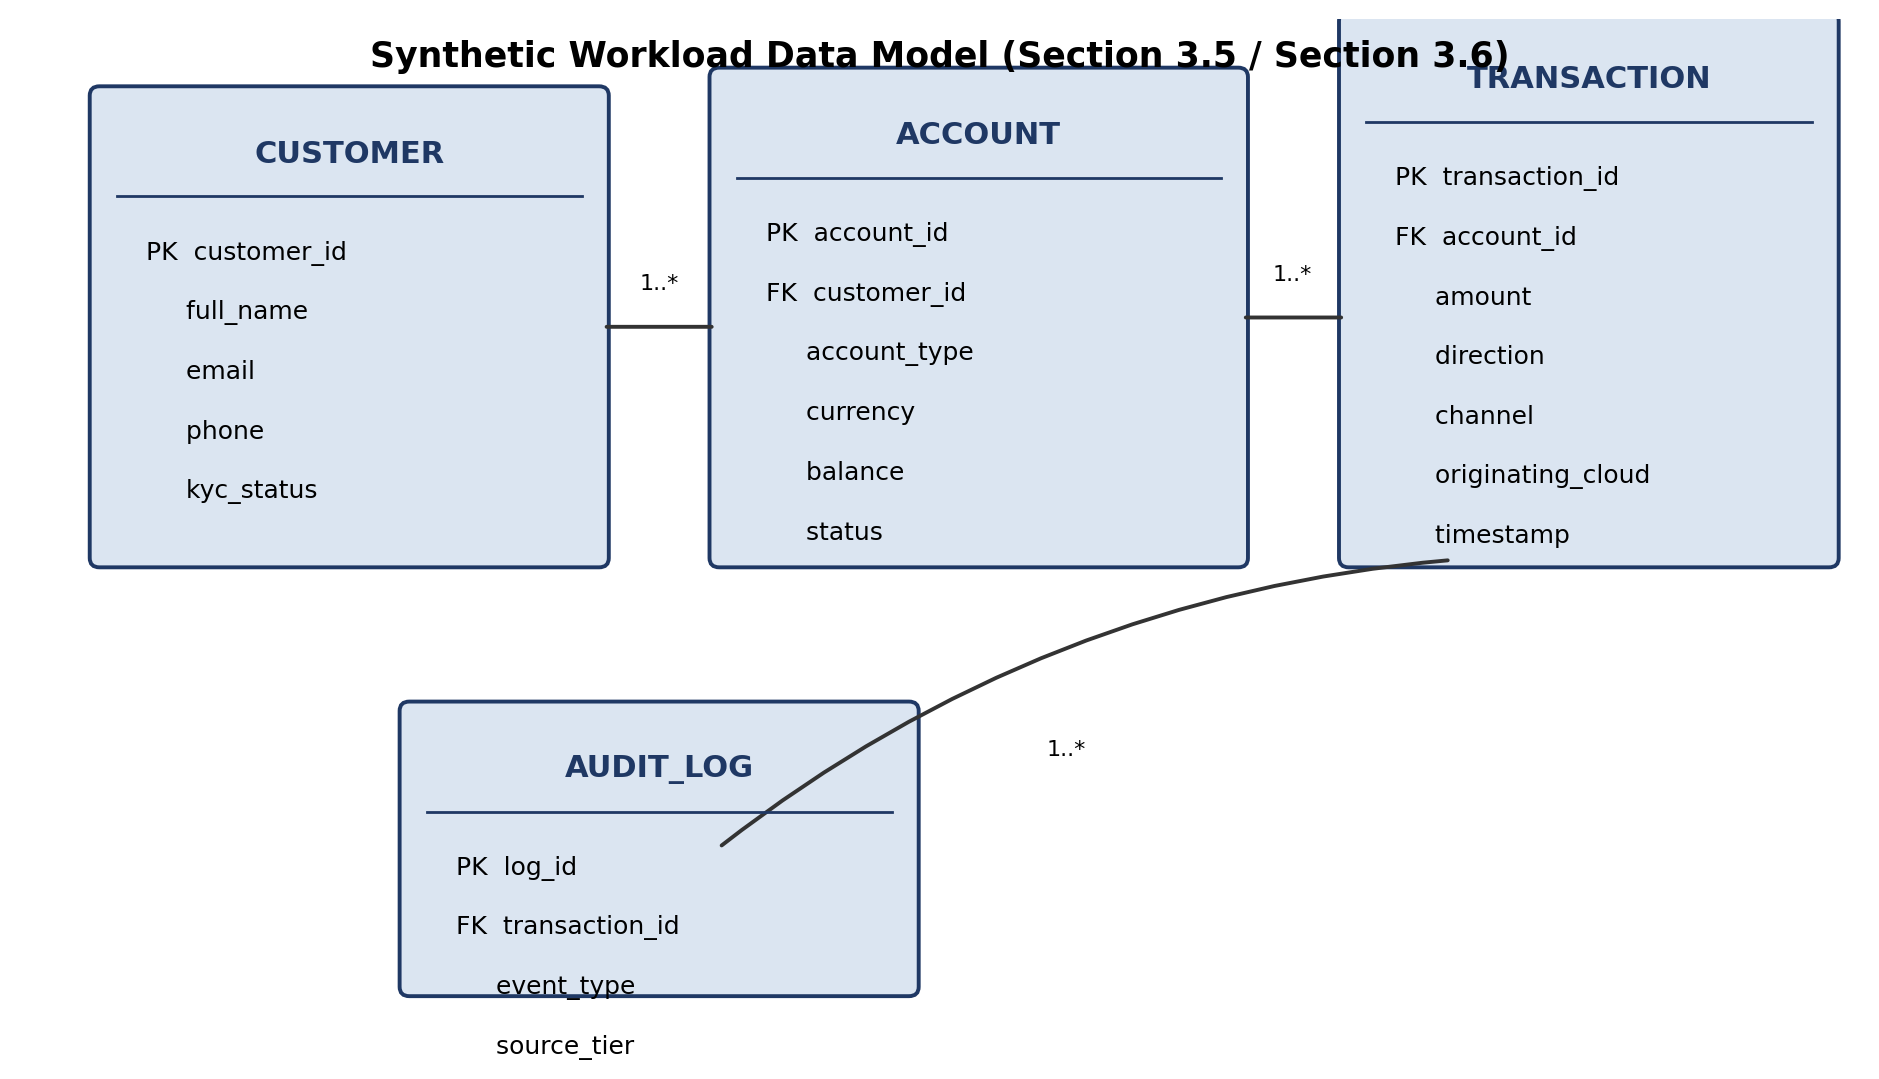 Synthetic Workload Data Model (Section 3.5 / Section 3.6)
CUSTOMER
PK customer_id
full_name
email
phone
kyc_status
1..*
ACCOUNT
PK account_id
FK customer_id
account_type
currency
balance
status
1..*
TRANSACTION
PK transaction_id
FK account_id
amount
direction
channel
originating_cloud
timestamp
1..*
AUDIT_LOG
PK log_id
FK transaction_id
event_type
source_tier